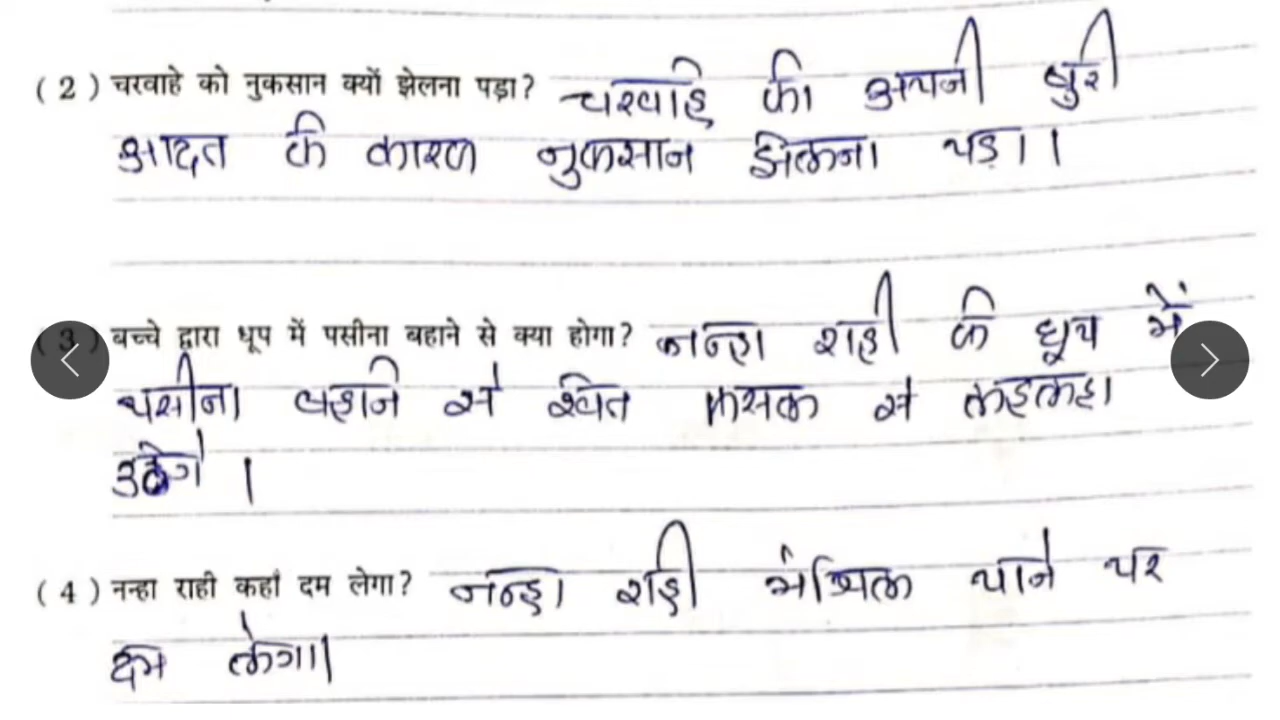 ( 2 ) चरवाहे को नुकसान क्यों झेलना पड़ा? चरवाहे की अपनी बुरी
आदत के कारण नुकसान झेलना पड़ा।
( 3 ) बच्चे द्वारा धूप में पसीना बहाने से क्या होगा? नन्हा राही के धूप में
पसीना बहाने से खेत फसल से लहलहा
उठेगे ।
( 4 ) नन्हा राही कहाँ दम लेगा? नन्हा राही मंजिल पाने पर
दम लेगा।